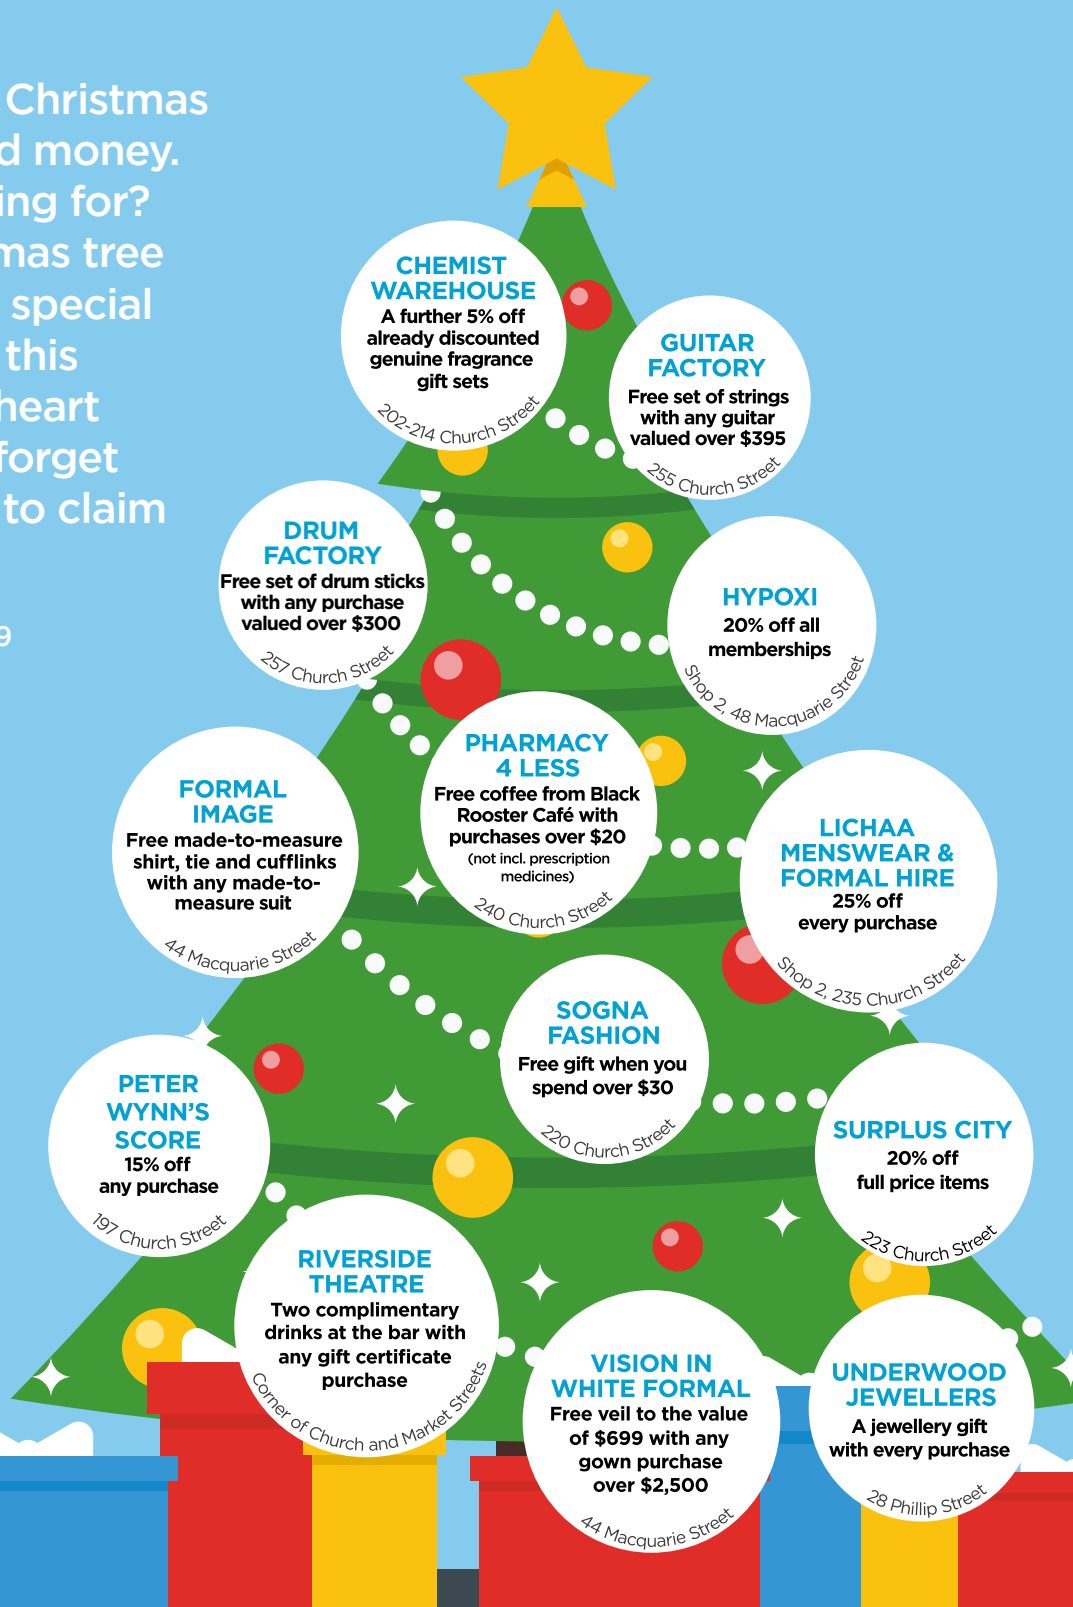 Christmas
d money.
ing for?
mas tree
special
this
heart
forget
to claim
9
CHEMIST
WAREHOUSE
A further 5% off
already discounted
genuine fragrance
gift sets
202-214 Church Street
GUITAR
FACTORY
Free set of strings
with any guitar
valued over $395
255 Church Street
DRUM
FACTORY
Free set of drum sticks
with any purchase
valued over $300
257 Church Street
HYPOXI
20% off all
memberships
Shop 2, 48 Macquarie Street
PHARMACY
4 LESS
Free coffee from Black
Rooster Café with
purchases over $20
(not incl. prescription
medicines)
240 Church Street
FORMAL
IMAGE
Free made-to-measure
shirt, tie and cufflinks
with any made-to-
measure suit
44 Macquarie Street
LICHAA
MENSWEAR &
FORMAL HIRE
25% off
every purchase
Shop 2, 235 Church Street
SOGNA
FASHION
Free gift when you
spend over $30
220 Church Street
PETER
WYNN'S
SCORE
15% off
any purchase
197 Church Street
SURPLUS CITY
20% off
full price items
223 Church Street
RIVERSIDE
THEATRE
Two complimentary
drinks at the bar with
any gift certificate
purchase
Corner of Church and Market Streets
VISION IN
WHITE FORMAL
Free veil to the value
of $699 with any
gown purchase
over $2,500
44 Macquarie Street
UNDERWOOD
JEWELLERS
A jewellery gift
with every purchase
28 Phillip Street